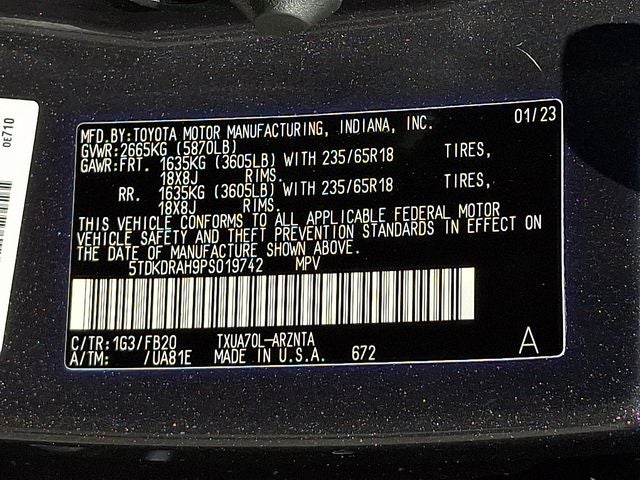 MFD. BY: TOYOTA MOTOR MANUFACTURING, INDIANA, INC. 01/23
GVWR: 2665KG (5870LB)
GAWR: FRT. 1635KG (3605LB) WITH 235/65R18 TIRES,
18X8J RIMS.
RR. 1635KG (3605LB) WITH 235/65R18 TIRES,
18X8J RIMS.
THIS VEHICLE CONFORMS TO ALL APPLICABLE FEDERAL MOTOR
VEHICLE SAFETY AND THEFT PREVENTION STANDARDS IN EFFECT ON
THE DATE OF MANUFACTURE SHOWN ABOVE.
5TDKDRAH9PS019742 MPV
C/TR: 1G3/FB20 TXUA70L-ARZNTA
A/TM: /UA81E MADE IN U.S.A. 672 A
0E710